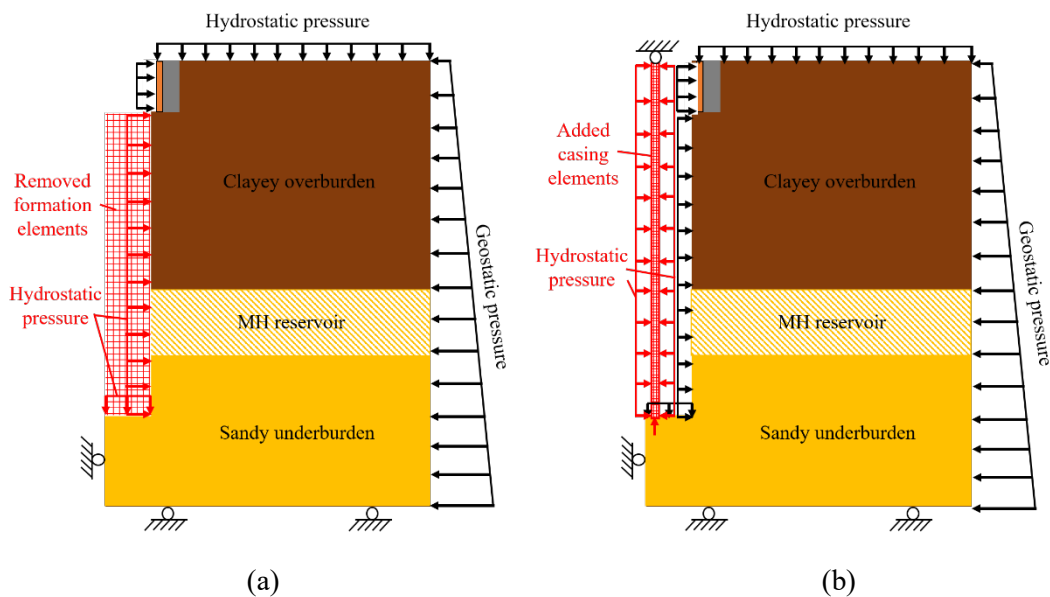 Hydrostatic pressure
Removed
formation
elements
Clayey overburden
Hydrostatic
pressure
MH reservoir
Sandy underburden
Geostatic pressure
(a)
Hydrostatic pressure
Added
casing
elements
Clayey overburden
Hydrostatic
pressure
MH reservoir
Sandy underburden
Geostatic pressure
(b)